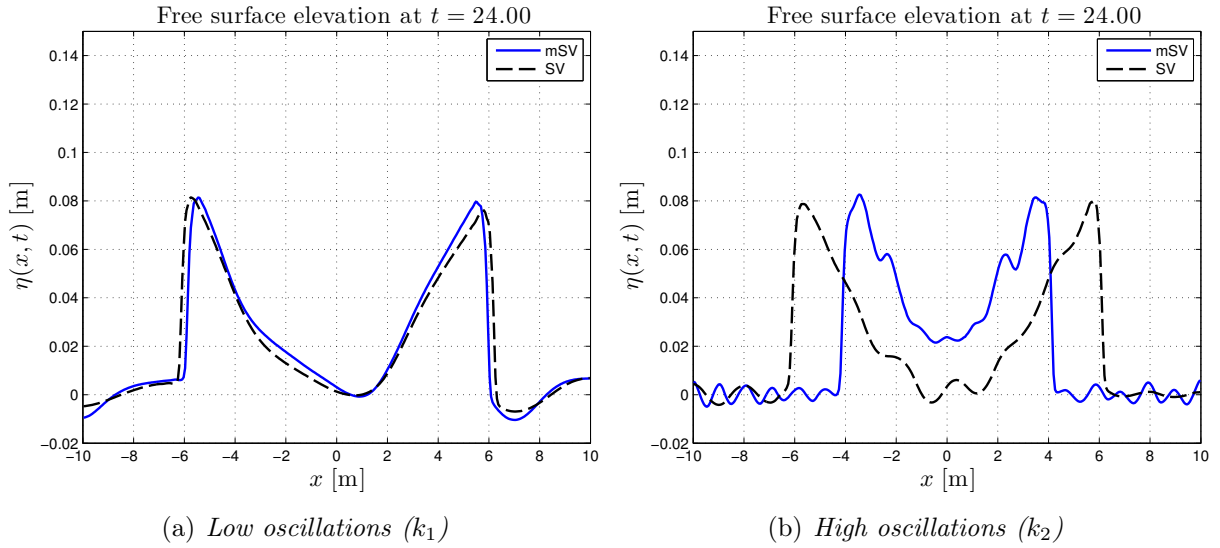 Free surface elevation at t = 24.00
0.14
0.12
0.1
0.08
0.06
0.04
0.02
0
−0.02
η(x, t) [m]
mSV
SV
−10 −8 −6 −4 −2 0 2 4 6 8 10
x [m]
(a) Low oscillations (k₁)
Free surface elevation at t = 24.00
0.14
0.12
0.1
0.08
0.06
0.04
0.02
0
−0.02
η(x, t) [m]
mSV
SV
−10 −8 −6 −4 −2 0 2 4 6 8 10
x [m]
(b) High oscillations (k₂)